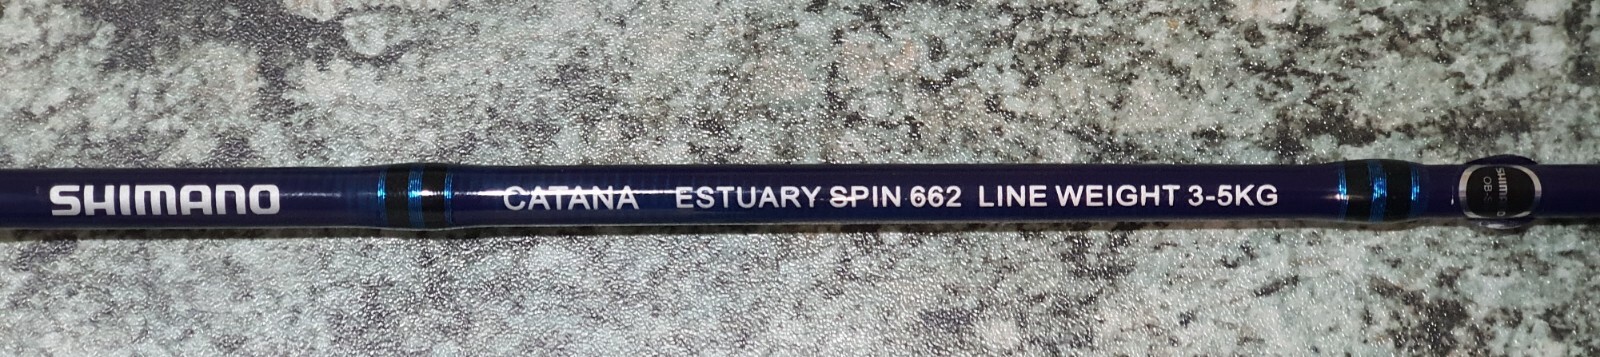 SHIMANO CATANA ESTUARY SPIN 662 LINE WEIGHT 3-5KG